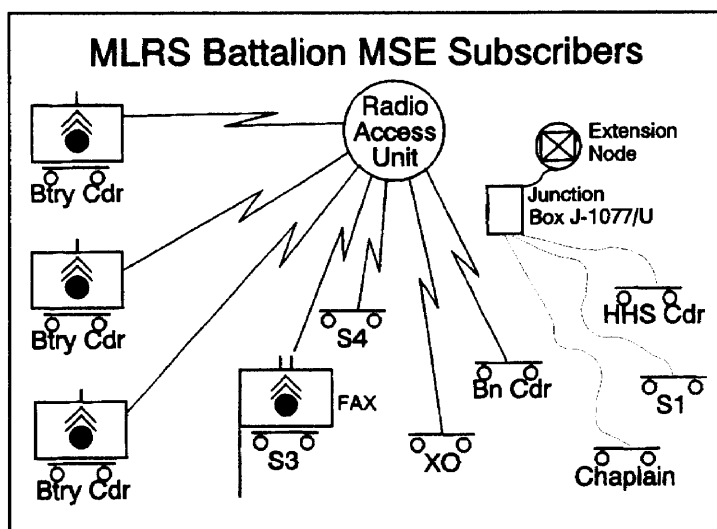 MLRS Battalion MSE Subscribers
Radio
Access
Unit
Extension
Node
Junction
Box J-1077/U
Btry Cdr
Btry Cdr
Btry Cdr
S4
FAX
S3
XO
Bn Cdr
HHS Cdr
S1
Chaplain